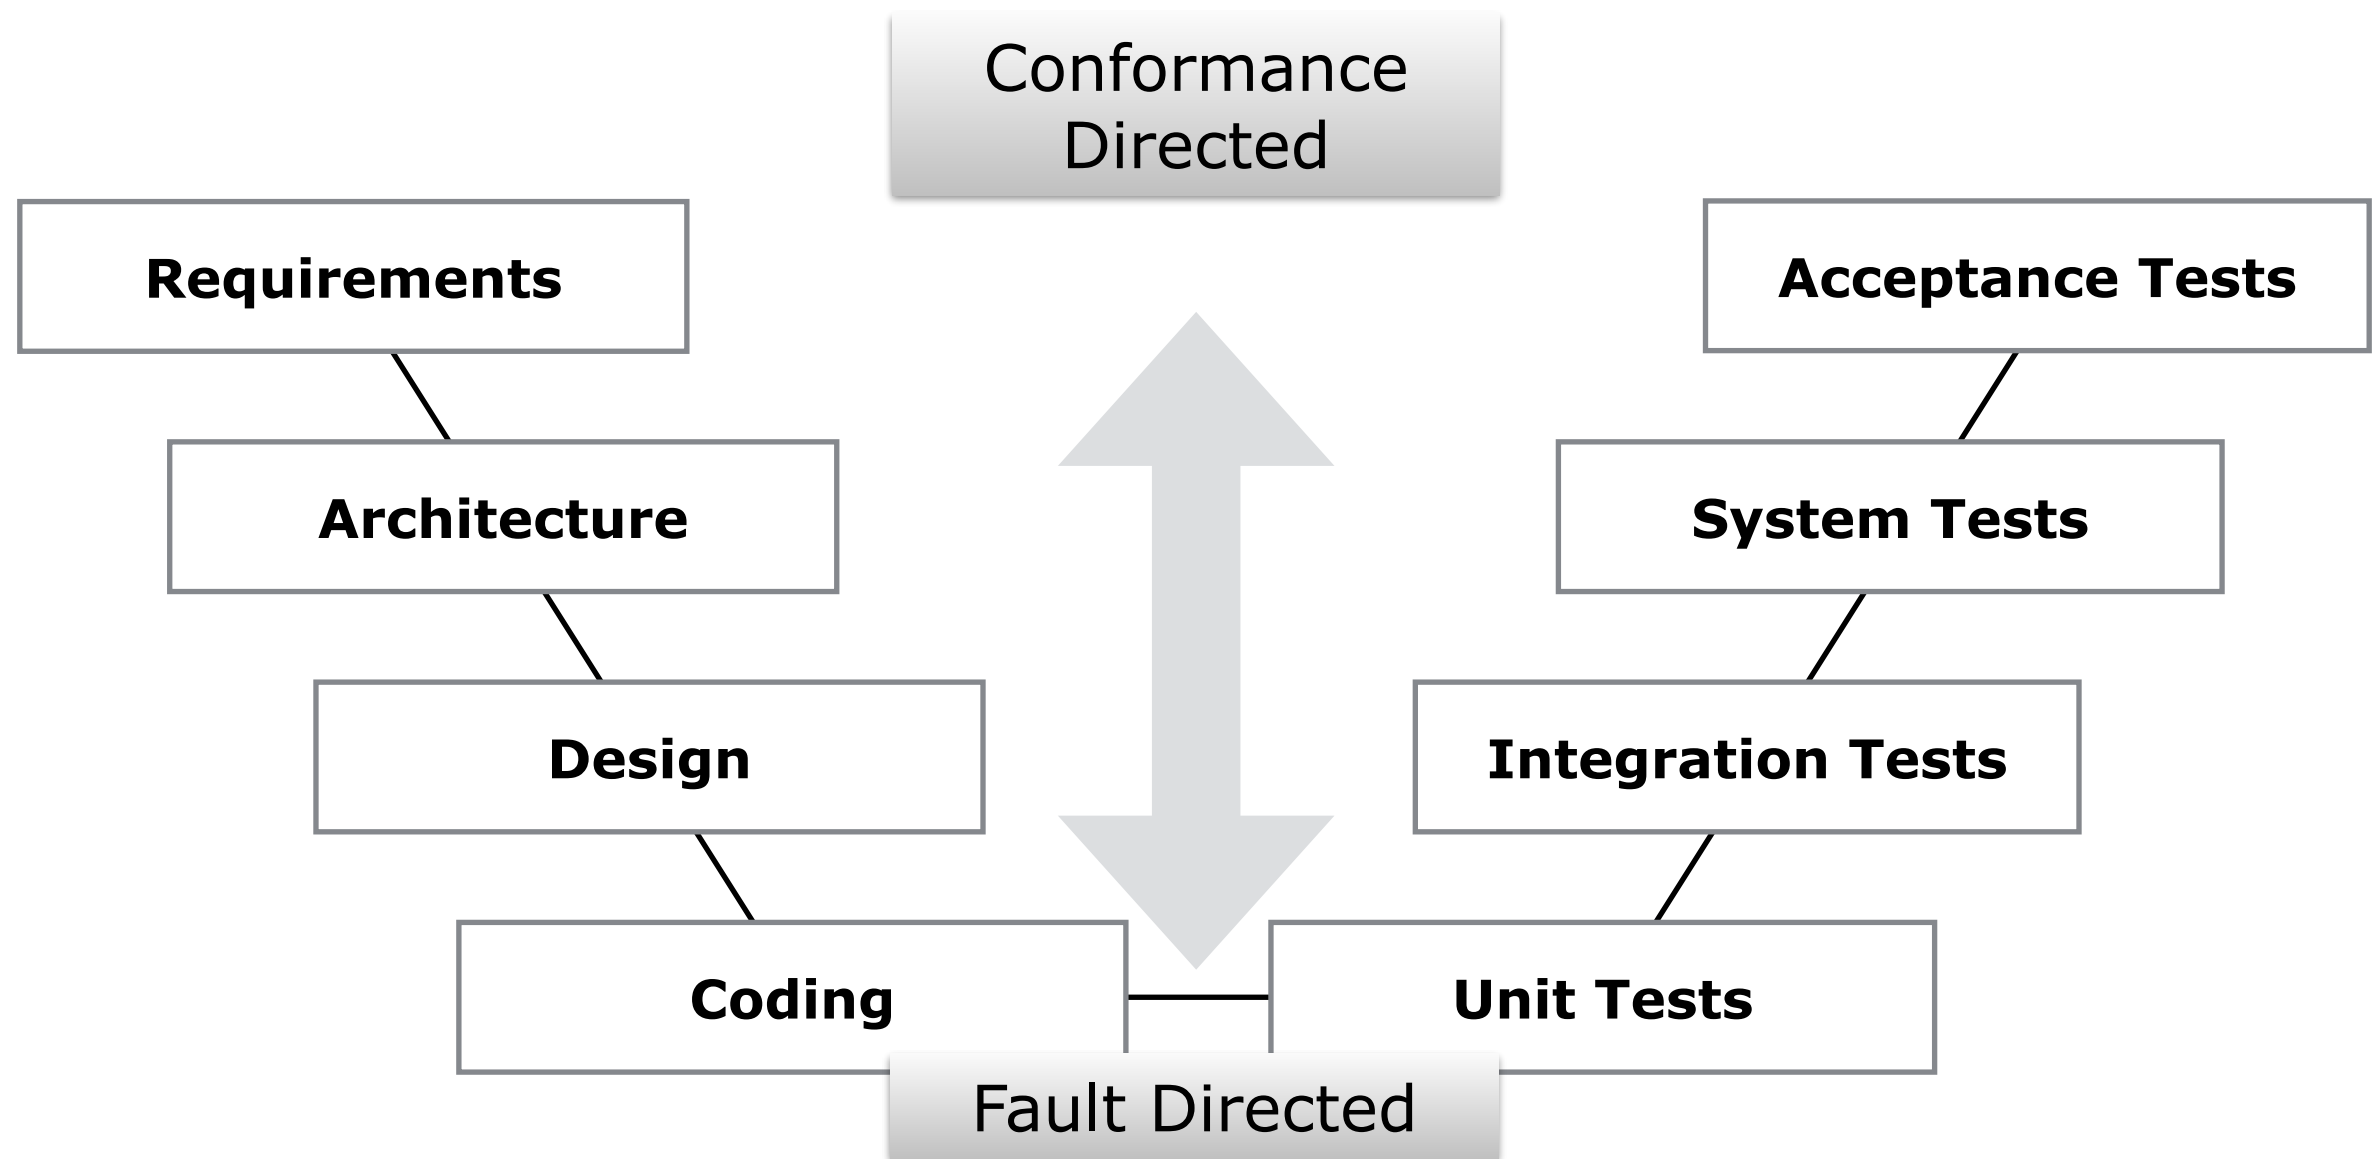 Conformance
Directed
Requirements
Acceptance Tests
Architecture
System Tests
Design
Integration Tests
Coding
Unit Tests
Fault Directed